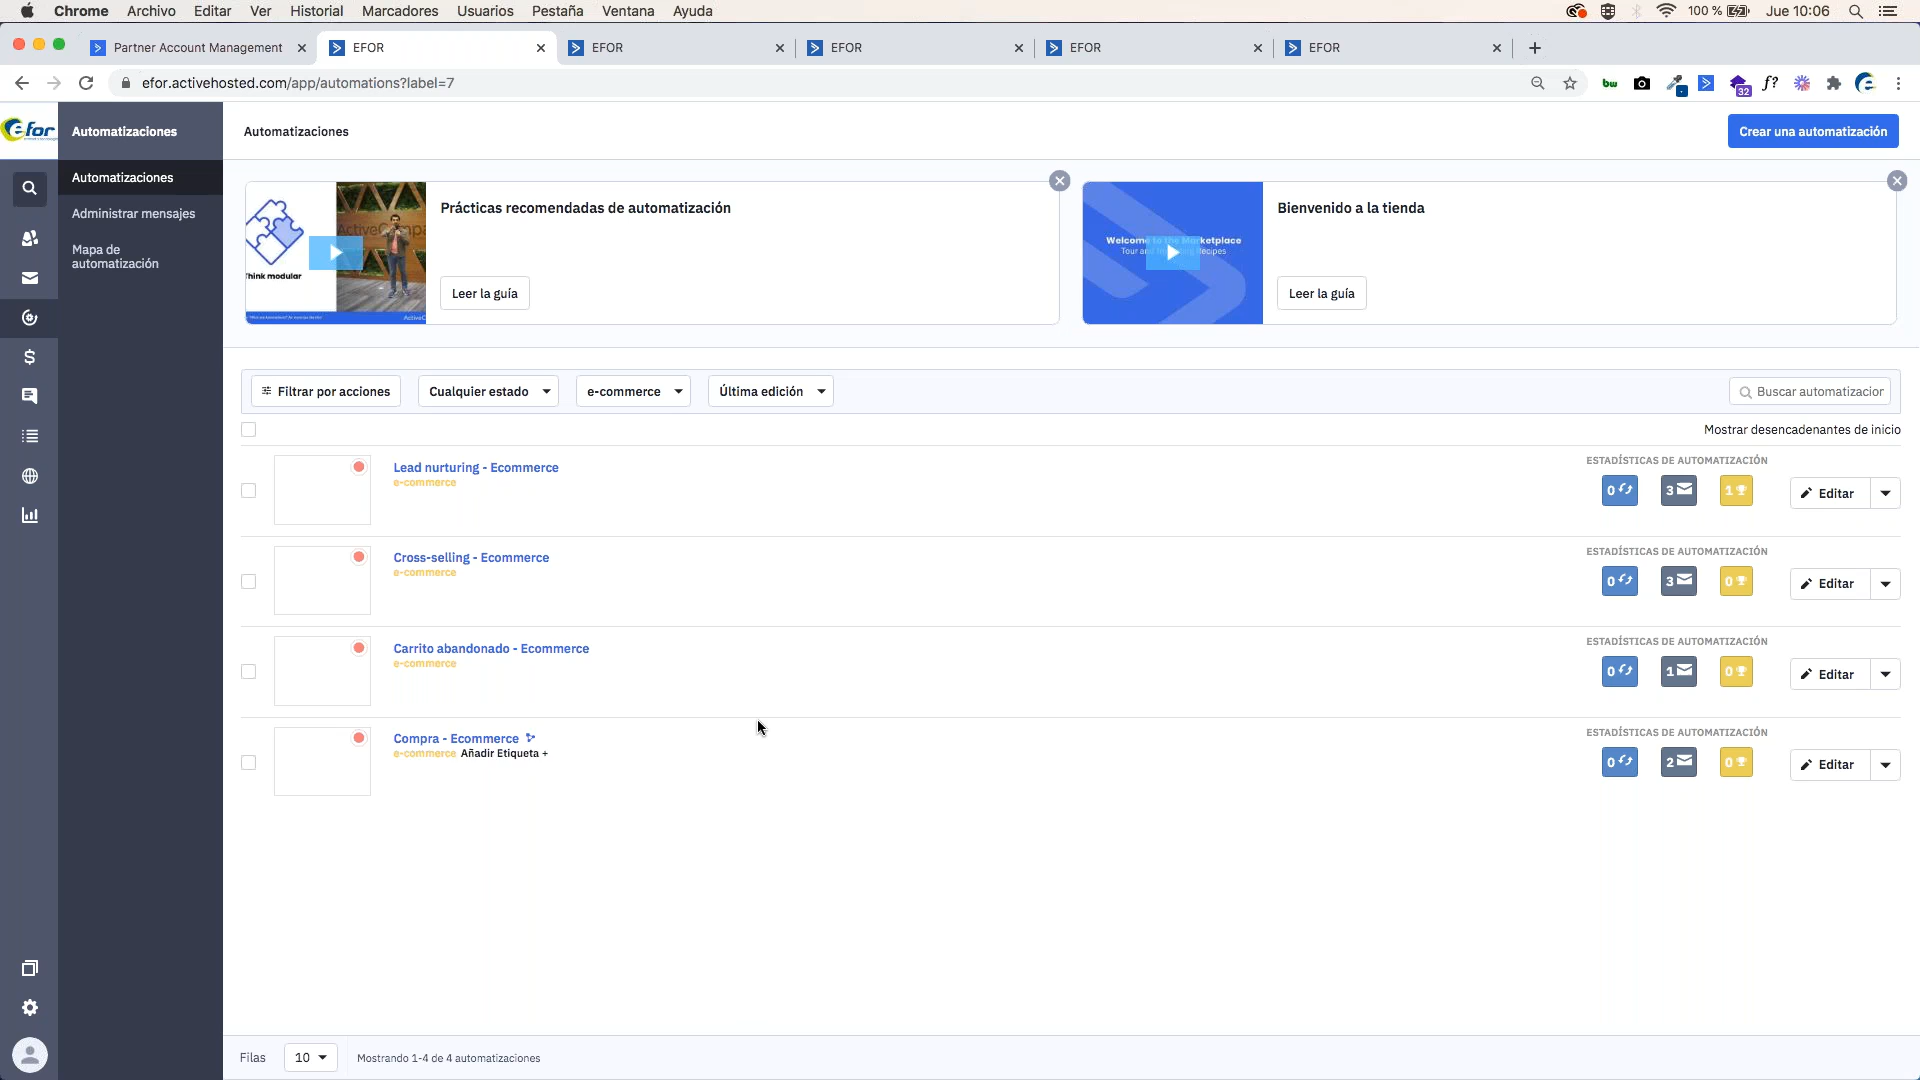 Chrome Archivo Editar Ver Historial Marcadores Usuarios Pestaña Ventana Ayuda 100 % Jue 10:06
Partner Account Management EFOR EFOR EFOR EFOR EFOR
efor.activehosted.com/app/automations?label=7
32
f?
efor
Automatizaciones
Automatizaciones
Administrar mensajes
Mapa de
automatización
Automatizaciones
Crear una automatización
Think modular
Prácticas recomendadas de automatización
Leer la guía
Welcome to the Marketplace
Bienvenido a la tienda
Leer la guía
Filtrar por acciones
Cualquier estado
e-commerce
Última edición
Buscar automatizacior
Mostrar desencadenantes de inicio
Lead nurturing - Ecommerce
e-commerce
ESTADÍSTICAS DE AUTOMATIZACIÓN
0 3 1
Editar
Cross-selling - Ecommerce
e-commerce
ESTADÍSTICAS DE AUTOMATIZACIÓN
0 3 0
Editar
Carrito abandonado - Ecommerce
e-commerce
ESTADÍSTICAS DE AUTOMATIZACIÓN
0 1 0
Editar
Compra - Ecommerce
e-commerce Añadir Etiqueta +
ESTADÍSTICAS DE AUTOMATIZACIÓN
0 2 0
Editar
Filas 10 Mostrando 1-4 de 4 automatizaciones